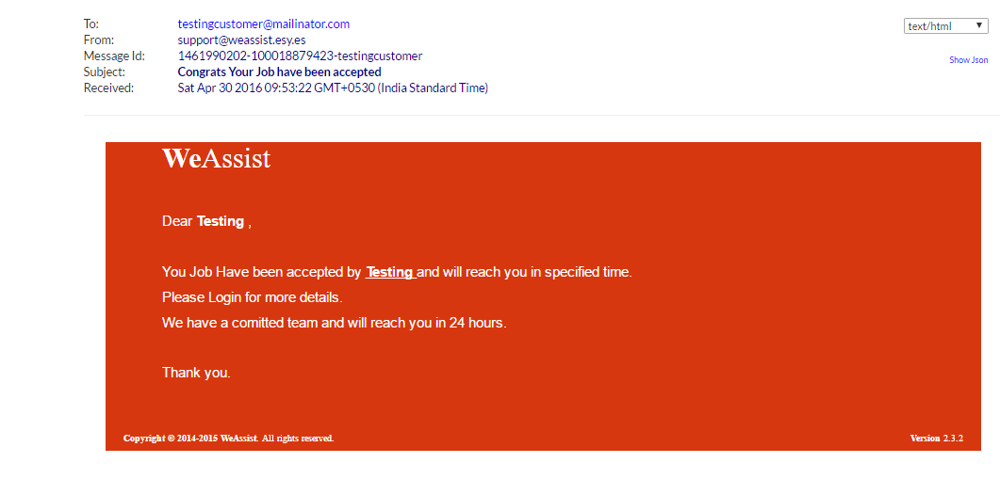 To: testingcustomer@mailinator.com
text/html
From: support@weassist.esy.es
Message Id: 1461990202-100018879423-testingcustomer
Show Json
Subject: Congrats Your Job have been accepted
Received: Sat Apr 30 2016 09:53:22 GMT+0530 (India Standard Time)
WeAssist
Dear Testing ,
You Job Have been accepted by Testing and will reach you in specified time.
Please Login for more details.
We have a comitted team and will reach you in 24 hours.
Thank you.
Copyright © 2014-2015 WeAssist. All rights reserved.
Version 2.3.2